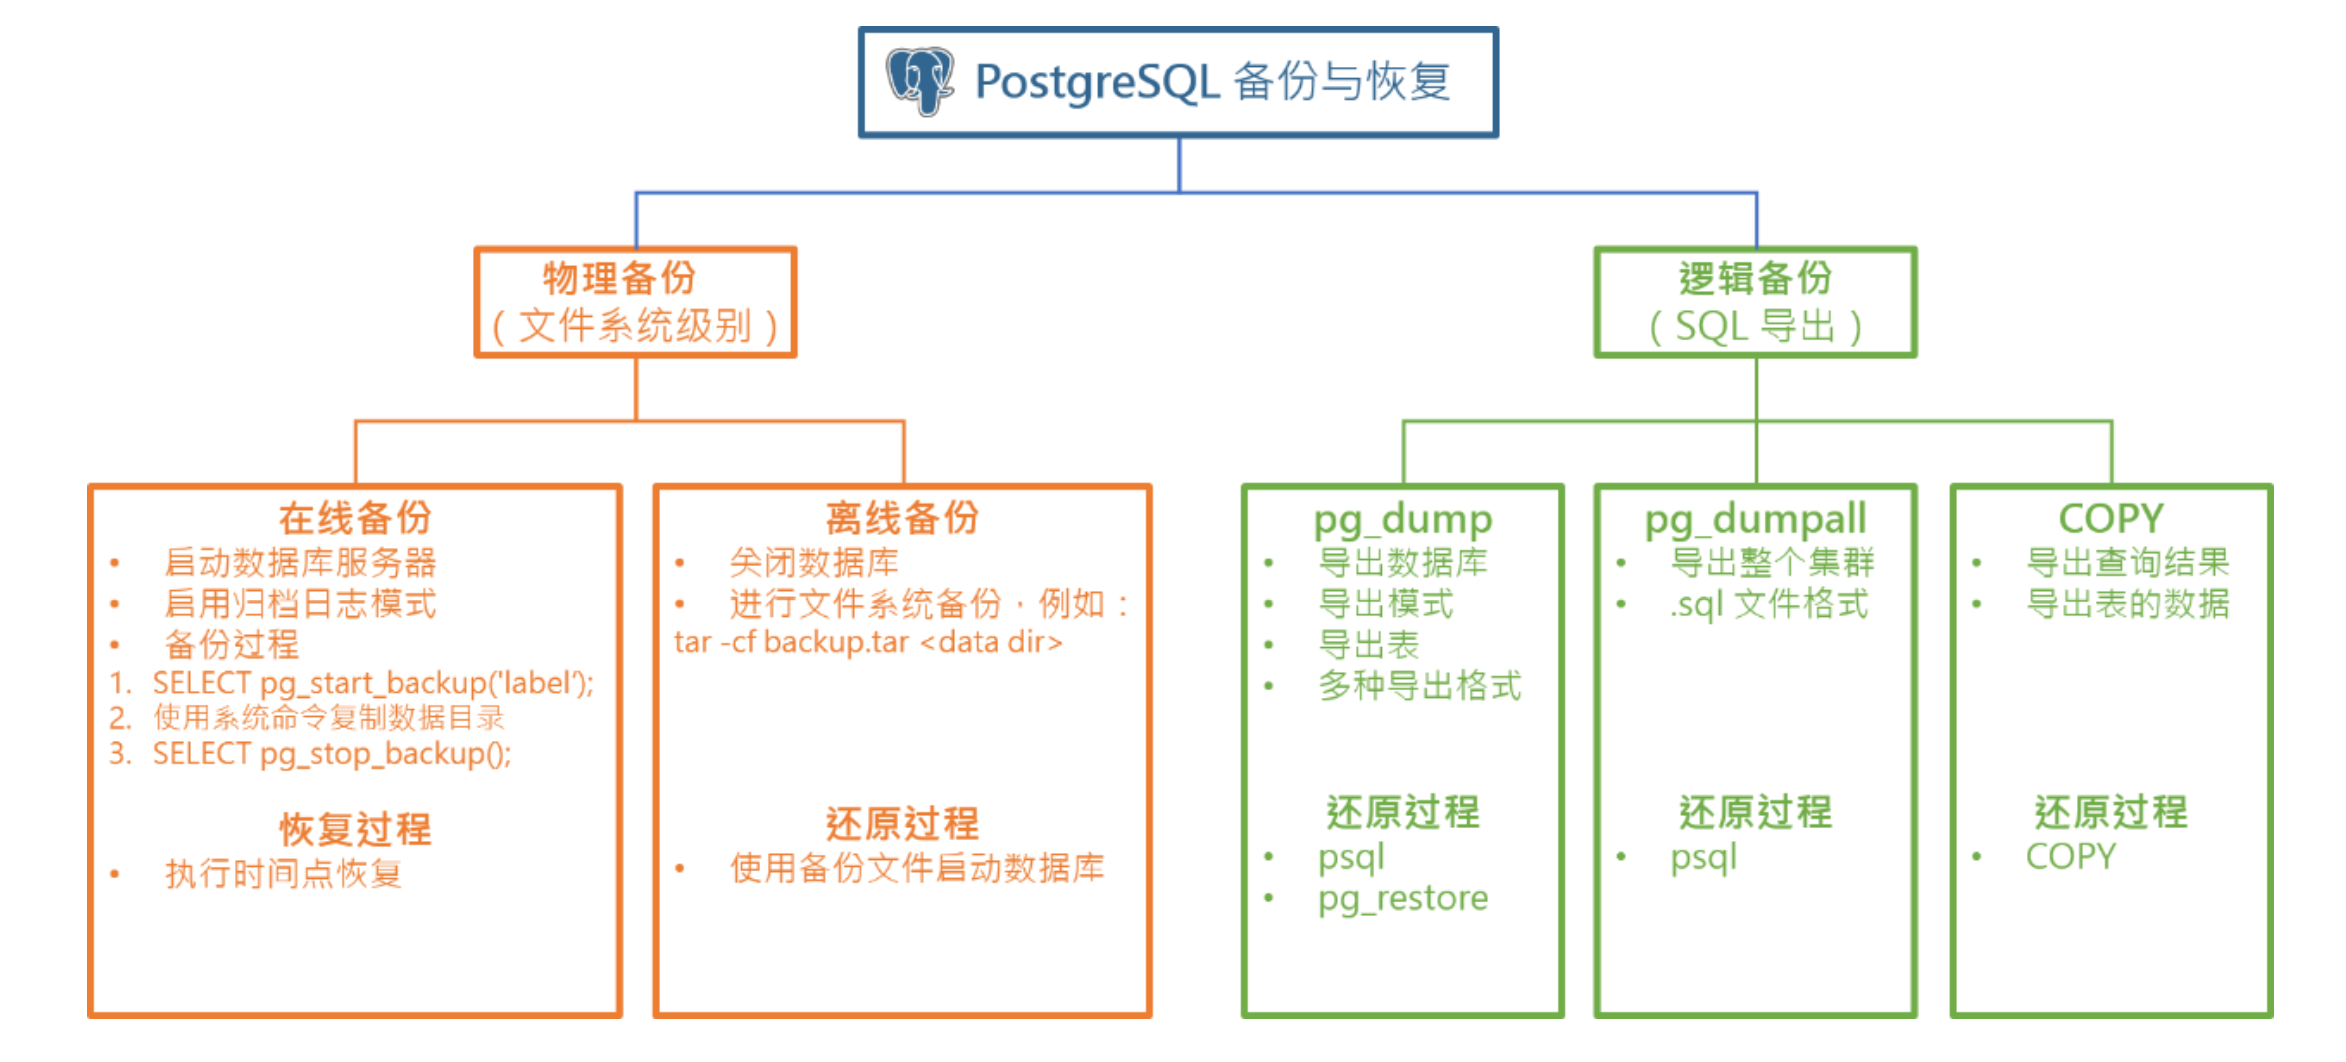 PostgreSQL 备份与恢复
物理备份
（文件系统级别）
逻辑备份
（SQL 导出）
在线备份
• 启动数据库服务器
• 启用归档日志模式
• 备份过程
1. SELECT pg_start_backup('label');
2. 使用系统命令复制数据目录
3. SELECT pg_stop_backup();
恢复过程
• 执行时间点恢复
离线备份
• 关闭数据库
• 进行文件系统备份，例如：
tar -cf backup.tar <data dir>
还原过程
• 使用备份文件启动数据库
pg_dump
• 导出数据库
• 导出模式
• 导出表
• 多种导出格式
还原过程
• psql
• pg_restore
pg_dumpall
• 导出整个集群
• .sql 文件格式
还原过程
• psql
COPY
• 导出查询结果
• 导出表的数据
还原过程
• COPY